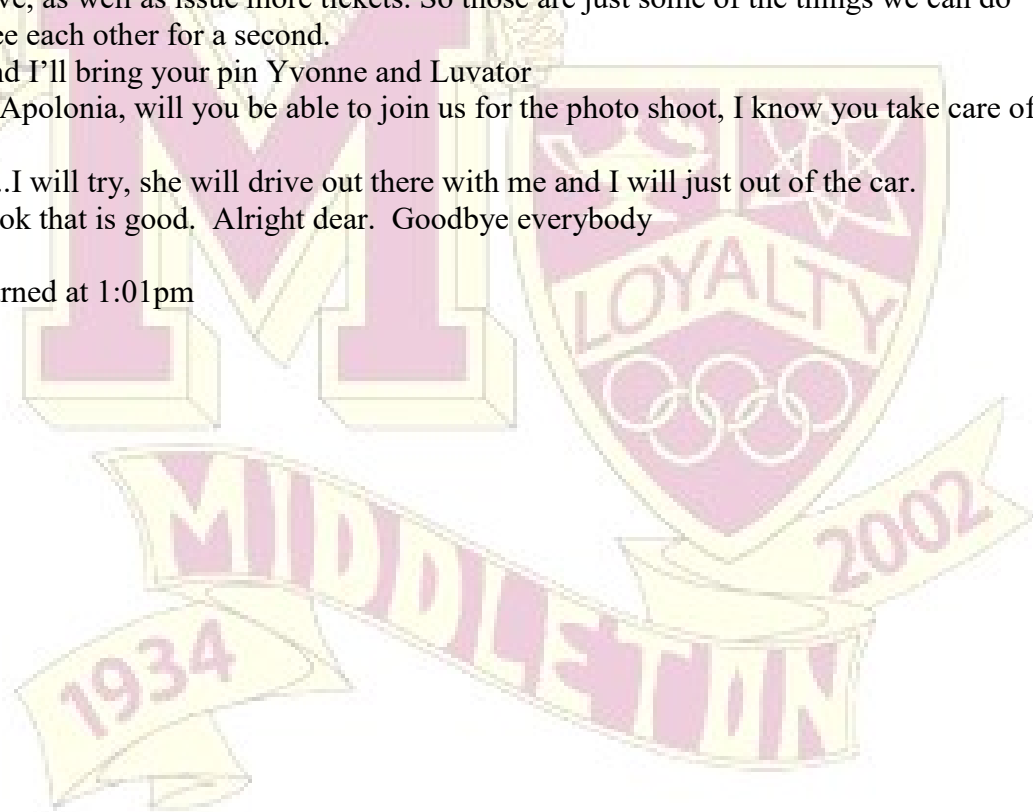 ve, as well as issue more tickets. So those are just some of the things we can do
ee each other for a second.
nd I’ll bring your pin Yvonne and Luvator
Apolonia, will you be able to join us for the photo shoot, I know you take care of
..I will try, she will drive out there with me and I will just out of the car.
ok that is good.  Alright dear.  Goodbye everybody
rned at 1:01pm
M
LOYALTY
MIDDLETON
2002
1934